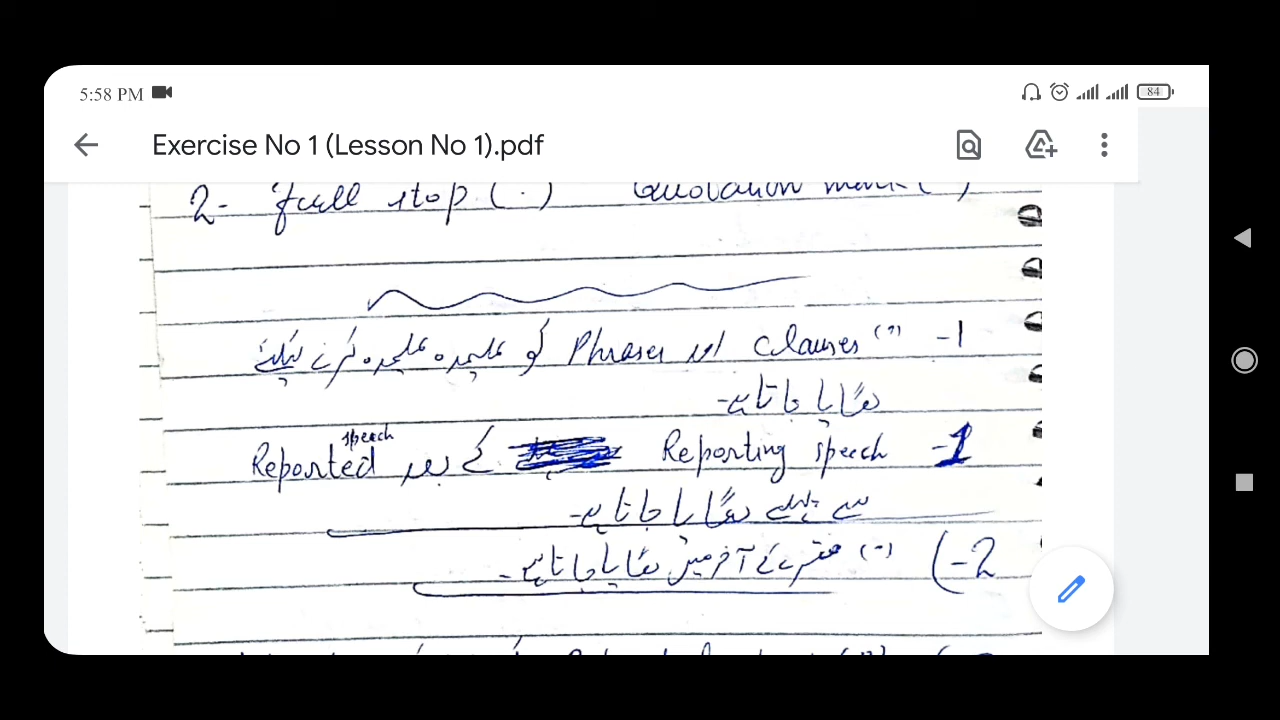 5:58 PM
84
Exercise No 1 (Lesson No 1).pdf
2- full stop (.) Quotation mark (")
1- (,) Clauses اور Phrases کو علیحدہ علیحدہ کرنے کیلئے
لگایا جاتا ہے-
1- Reporting speech کے بعد Reported speech
سے پہلے لگایا جاتا ہے-
2-) (-) فقرے کے آخر میں لگایا جاتا ہے-